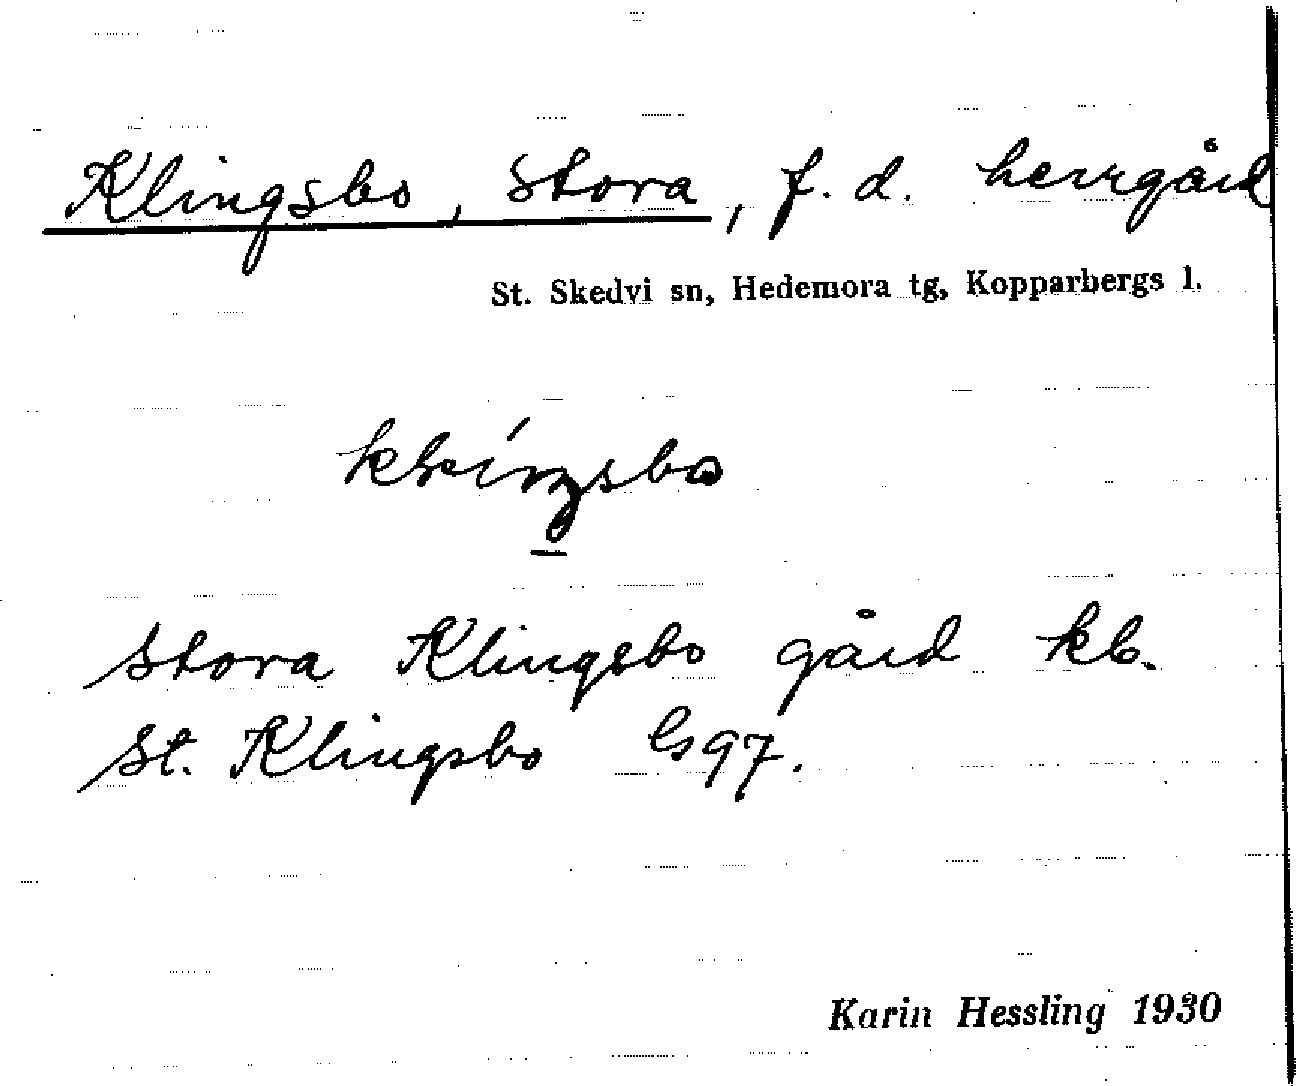 Klingsbo, Stora, f. d. herrgård
St. Skedvi sn, Hedemora tg, Kopparbergs l.
Stora Klingsbo gård kb.
St. Klingsbo G97.
Karin Hessling 1930